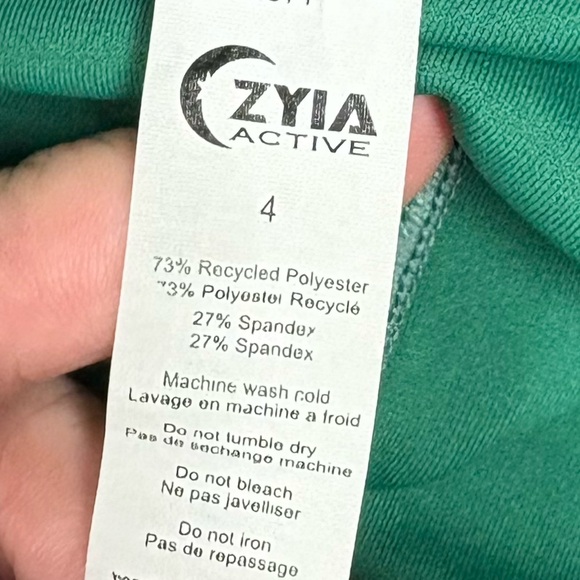 ZYIA
ACTIVE
4
73% Recycled Polyester
73% Polyester Recyclé
27% Spandex
27% Spandex
Machine wash cold
Lavage en machine a froid
Do not tumble dry
Pas de sechange machine
Do not bleach
Ne pas javelliser
Do not iron
Pas de repassage